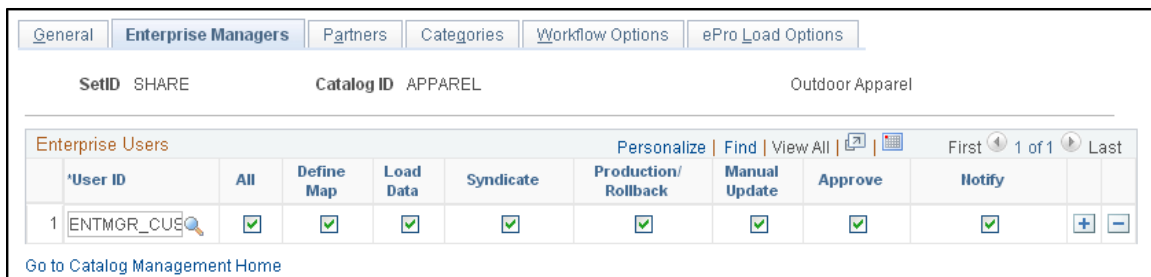 General Enterprise Managers Partners Categories Workflow Options ePro Load Options
SetID SHARE Catalog ID APPAREL Outdoor Apparel
Enterprise Users Personalize | Find | View All | | First 1 of 1 Last
*User ID All Define Map Load Data Syndicate Production/ Rollback Manual Update Approve Notify
1 ENTMGR_CUS
Go to Catalog Management Home